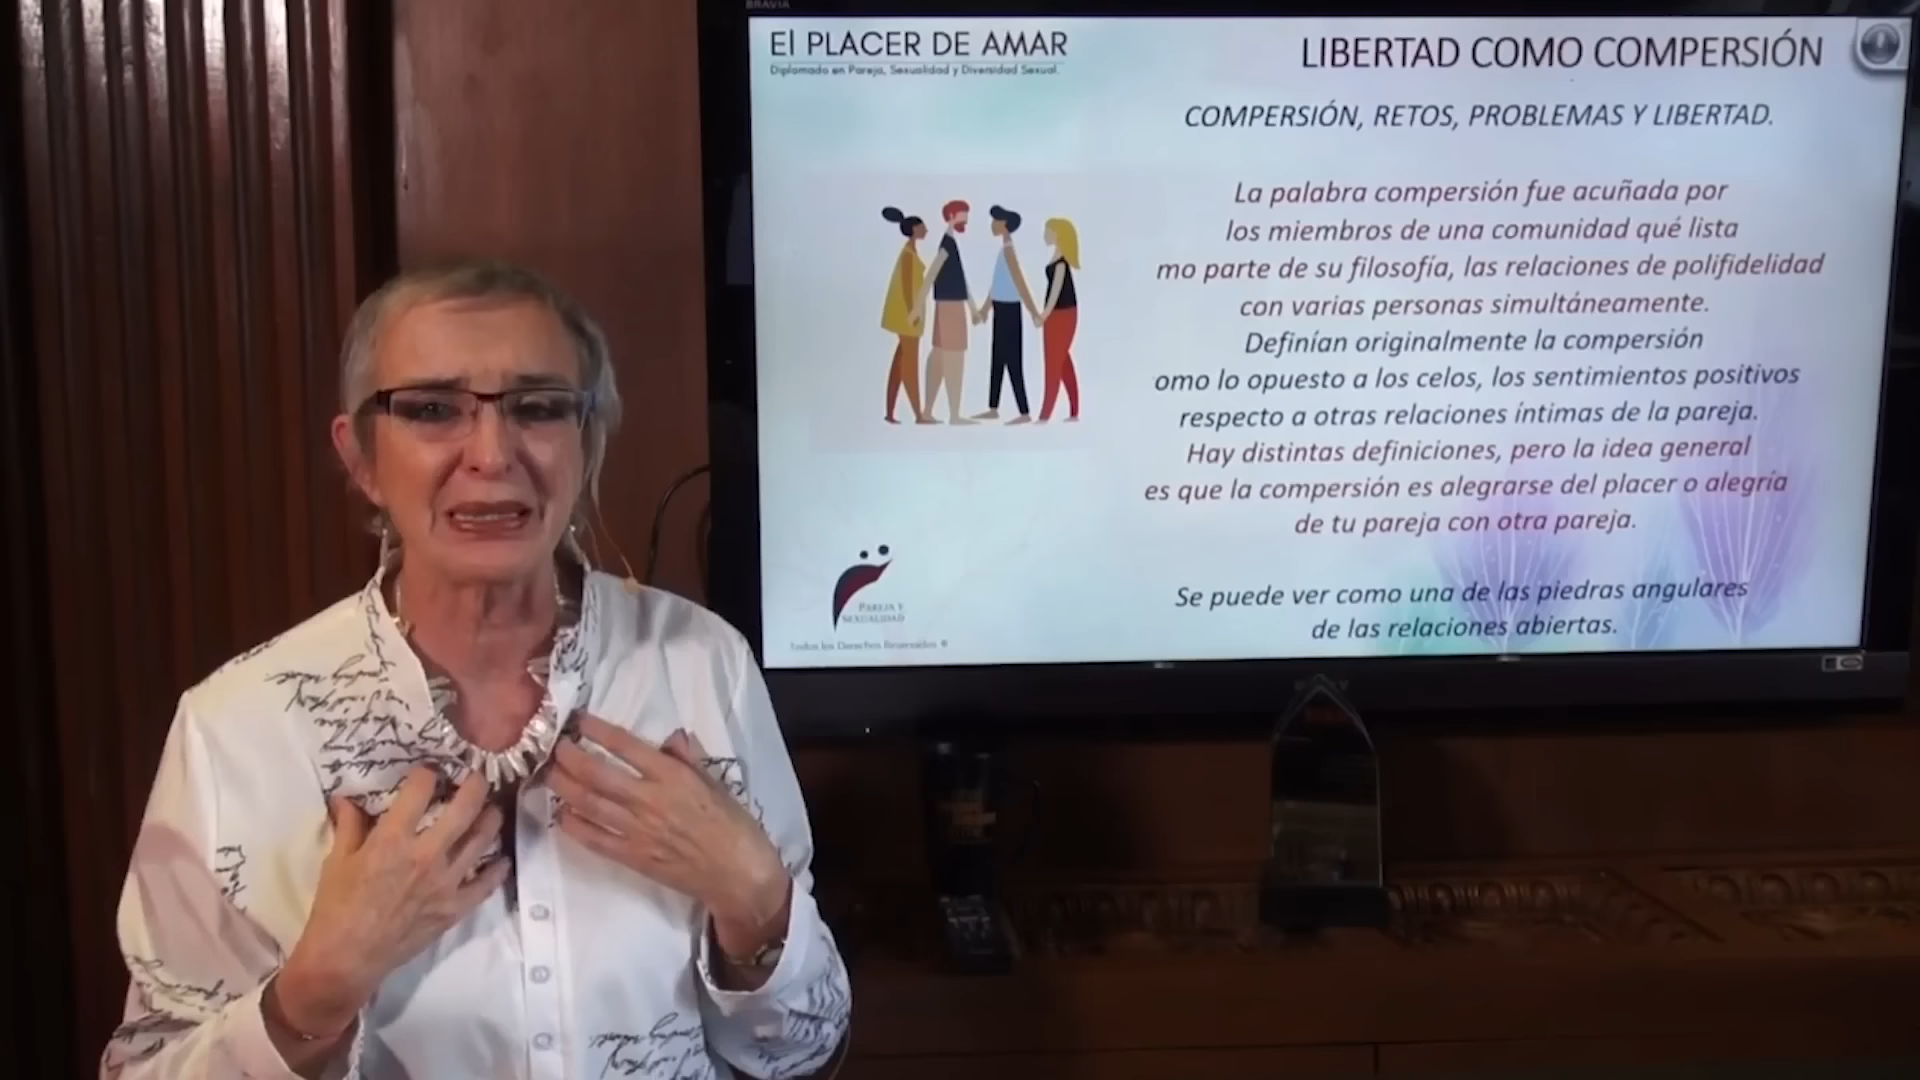 BRAVIA
El PLACER DE AMAR
Diplomado en Pareja, Sexualidad y Diversidad Sexual.
LIBERTAD COMO COMPERSIÓN
COMPERSIÓN, RETOS, PROBLEMAS Y LIBERTAD.
La palabra compersión fue acuñada por
los miembros de una comunidad qué lista
mo parte de su filosofía, las relaciones de polifidelidad
con varias personas simultáneamente.
Definían originalmente la compersión
omo lo opuesto a los celos, los sentimientos positivos
respecto a otras relaciones íntimas de la pareja.
Hay distintas definiciones, pero la idea general
es que la compersión es alegrarse del placer o alegría
de tu pareja con otra pareja.
Se puede ver como una de las piedras angulares
de las relaciones abiertas.
PAREJA Y
SEXUALIDAD
Todos los Derechos Reservados ®